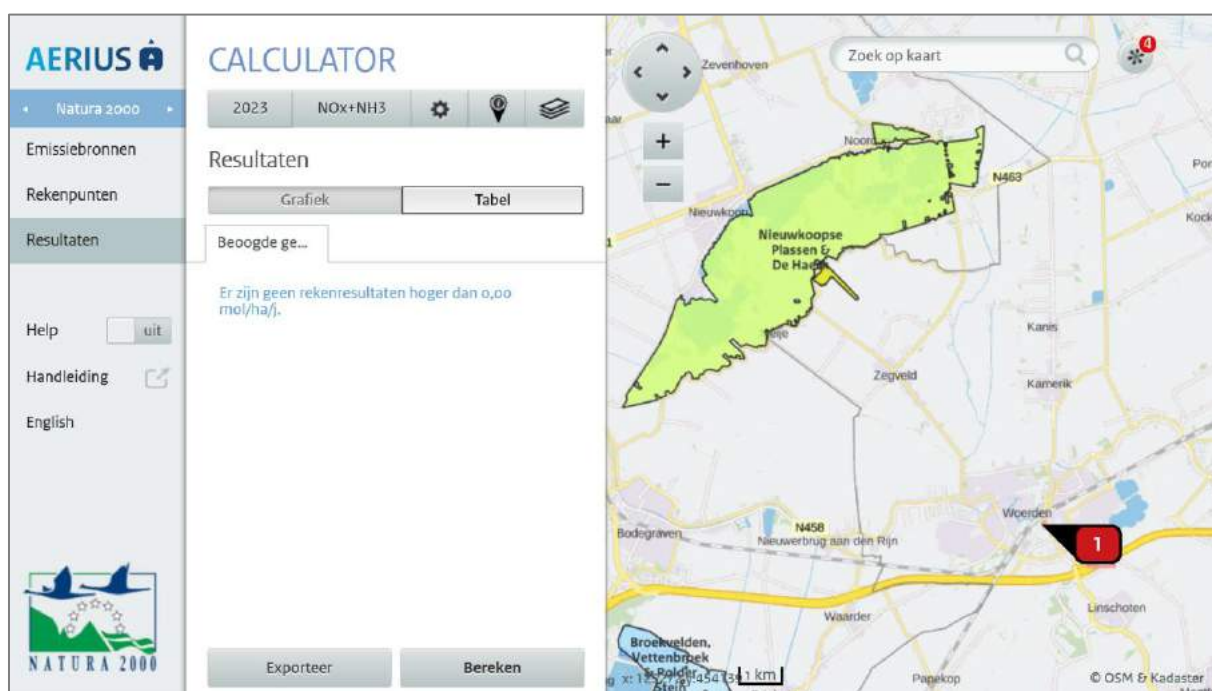 AERIUS
Natura 2000
Emissiebronnen
Rekenpunten
Resultaten
Help
uit
Handleiding
English
NATURA 2000
CALCULATOR
2023
NOx+NH3
Resultaten
Grafiek
Tabel
Beoogde ge...
Er zijn geen rekenresultaten hoger dan 0,00
mol/ha/j.
Exporteer
Bereken
Zoek op kaart
4
Zevenhoven
Noord
N463
Nieuwkoop
Nieuwkoopse
Plassen &
De Haeck
Kanis
Zegveld
Kamerik
Woerden
1
Bodegraven
N458
Nieuwerbrug aan den Rijn
Linschoten
Waarder
Broekvelden,
Vettenbroek
& Polder
Stein
1 km
Papekop
© OSM & Kadaster